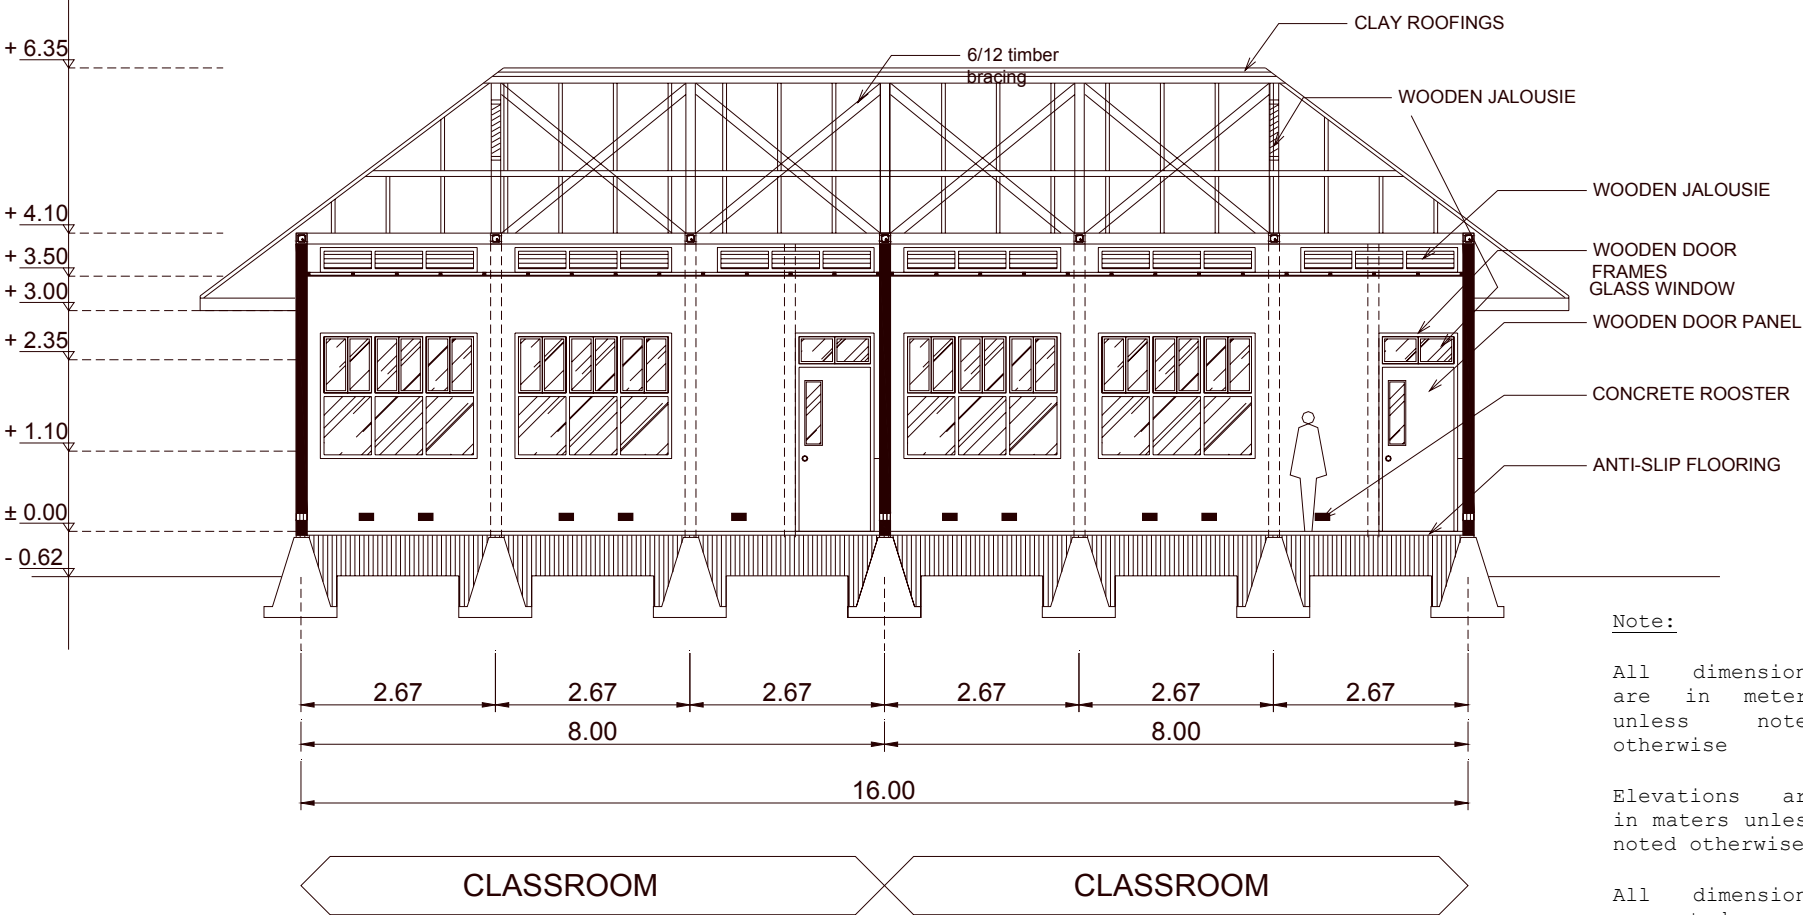 CLAY ROOFINGS
+ 6.35
6/12 timber
bracing
WOODEN JALOUSIE
WOODEN JALOUSIE
+ 4.10
+ 3.50
WOODEN DOOR
FRAMES
+ 3.00
GLASS WINDOW
+ 2.35
WOODEN DOOR PANEL
CONCRETE ROOSTER
+ 1.10
ANTI-SLIP FLOORING
± 0.00
- 0.62
2.67 2.67 2.67 2.67 2.67 2.67
8.00 8.00
16.00
CLASSROOM CLASSROOM
Note:
All dimension
are in meter
unless note
otherwise
Elevations ar
in maters unles
noted otherwise
All dimension